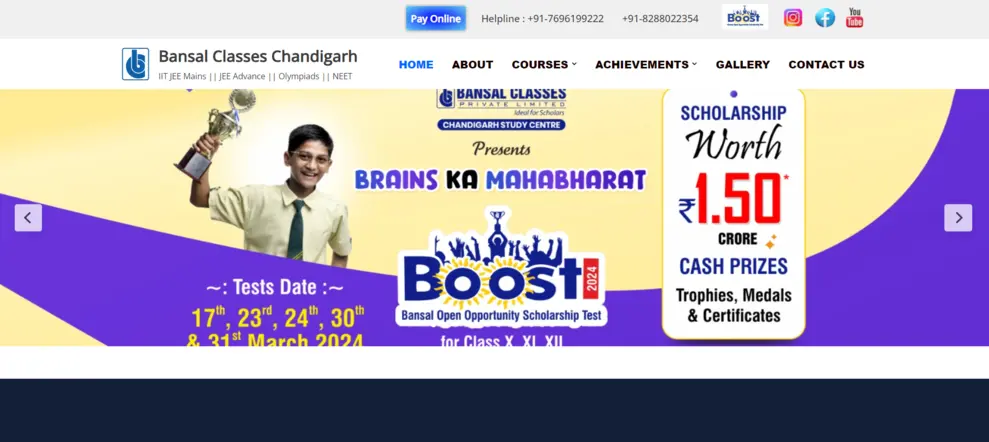 Pay Online
Helpline : +91-7696199222
+91-8288022354
Boost
You
Tube
Bansal Classes Chandigarh
IIT JEE Mains || JEE Advance || Olympiads || NEET
HOME
ABOUT
COURSES
ACHIEVEMENTS
GALLERY
CONTACT US
BANSAL CLASSES
PRIVATE LIMITED
Ideal for Scholars
CHANDIGARH STUDY CENTRE
Presents
BRAINS KA MAHABHARAT
Boost
2024
Bansal Open Opportunity Scholarship Test
for Class X, XI, XII
~: Tests Date :~
17th, 23rd, 24th, 30th
& 31st March 2024
SCHOLARSHIP
Worth
₹1.50*
CRORE
CASH PRIZES
Trophies, Medals
& Certificates